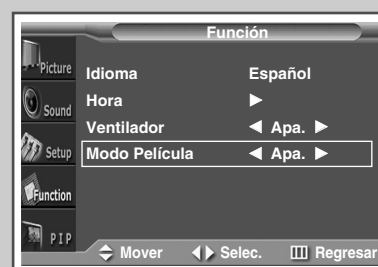 Función
Picture
Sound
Setup
Function
PIP
Idioma Español
Hora
Ventilador Apa.
Modo Película Apa.
Mover Selec. Regresar